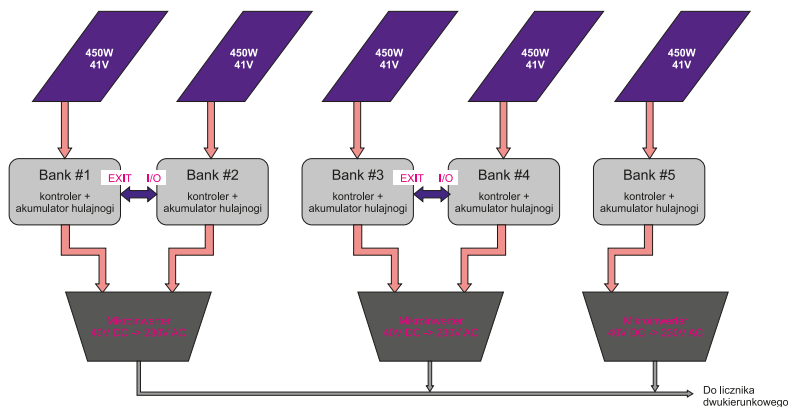 450W
41V
450W
41V
450W
41V
450W
41V
450W
41V
Bank #1
kontroler +
akumulator hulajnogi
EXIT I/O
Bank #2
kontroler +
akumulator hulajnogi
Bank #3
kontroler +
akumulator hulajnogi
EXIT I/O
Bank #4
kontroler +
akumulator hulajnogi
Bank #5
kontroler +
akumulator hulajnogi
Do licznika
dwukierunkowego